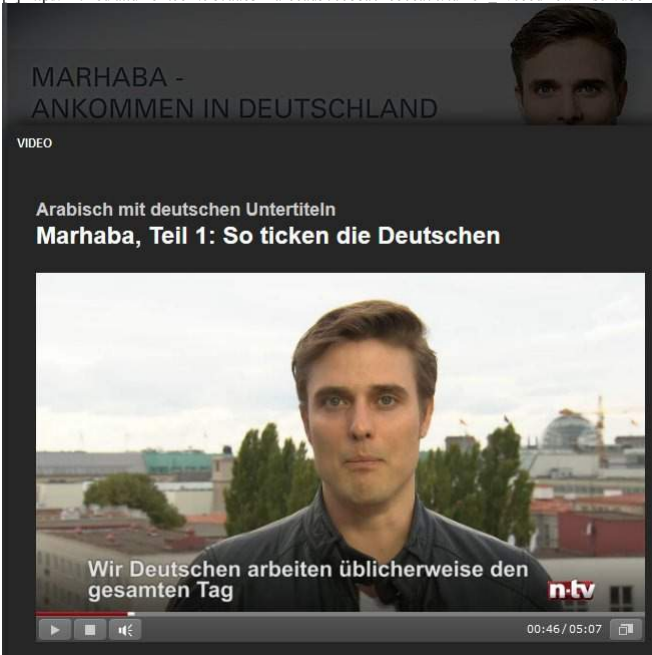 MARHABA -
ANKOMMEN IN DEUTSCHLAND
VIDEO
Arabisch mit deutschen Untertiteln
Marhaba, Teil 1: So ticken die Deutschen
Wir Deutschen arbeiten üblicherweise den
gesamten Tag
n-tv
00:46/05:07